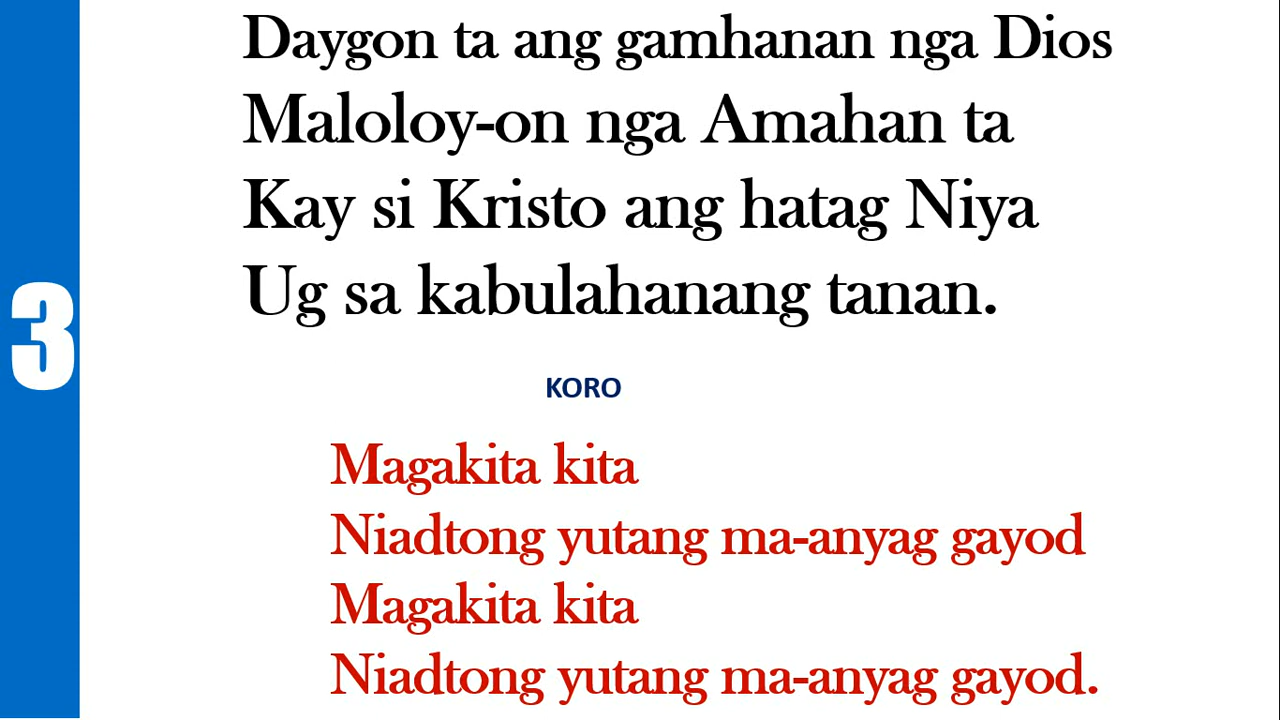 Daygon ta ang gamhanan nga Dios
Maloloy-on nga Amahan ta
Kay si Kristo ang hatag Niya
Ug sa kabulahanang tanan.
3
KORO
Magakita kita
Niadtong yutang ma-anyag gayod
Magakita kita
Niadtong yutang ma-anyag gayod.